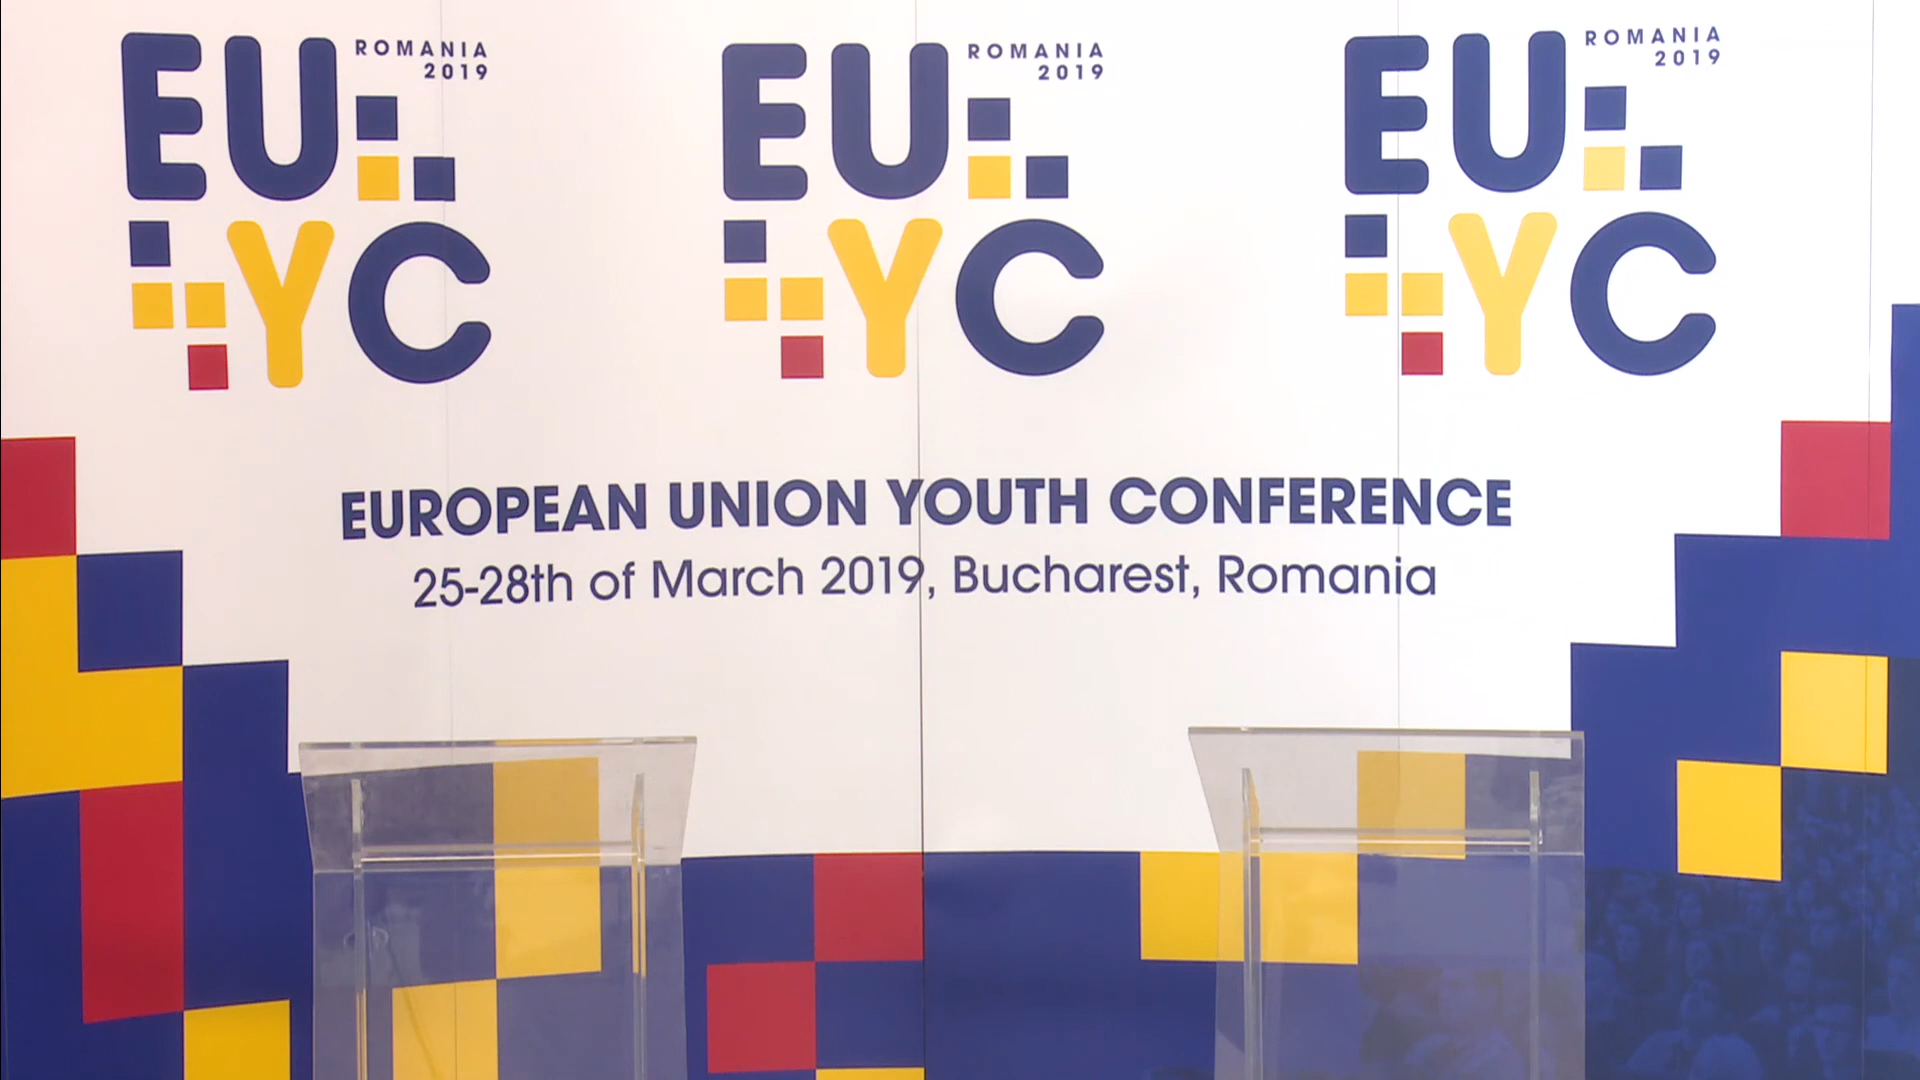 EU ROMANIA
2019
YC
EU ROMANIA
2019
YC
EU ROMANIA
2019
YC
EUROPEAN UNION YOUTH CONFERENCE
25-28th of March 2019, Bucharest, Romania